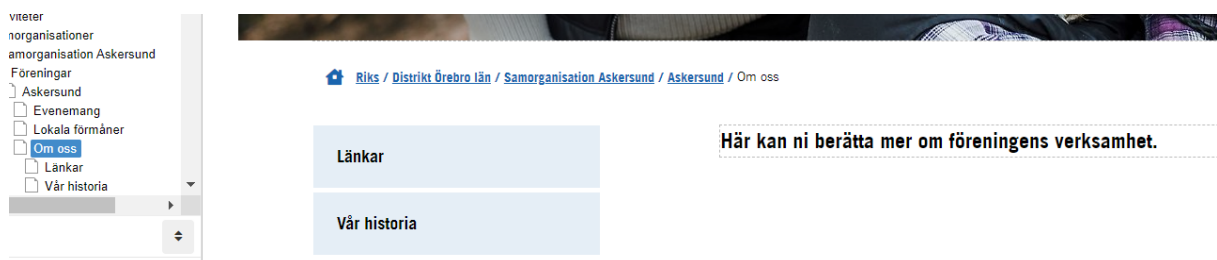 viteter
norganisationer
amorganisation Askersund
Föreningar
Askersund
Evenemang
Lokala förmåner
Om oss
Länkar
Vår historia
Riks / Distrikt Örebro län / Samorganisation Askersund / Askersund / Om oss
Länkar
Vår historia
Här kan ni berätta mer om föreningens verksamhet.